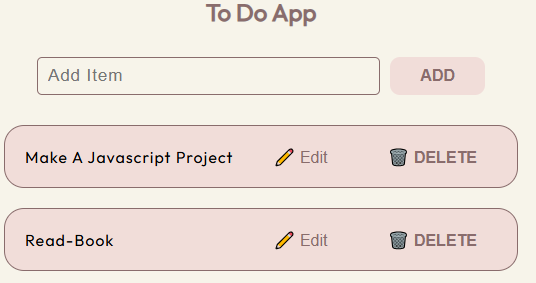 To Do App
Add Item ADD
Make A Javascript Project Edit DELETE
Read-Book Edit DELETE